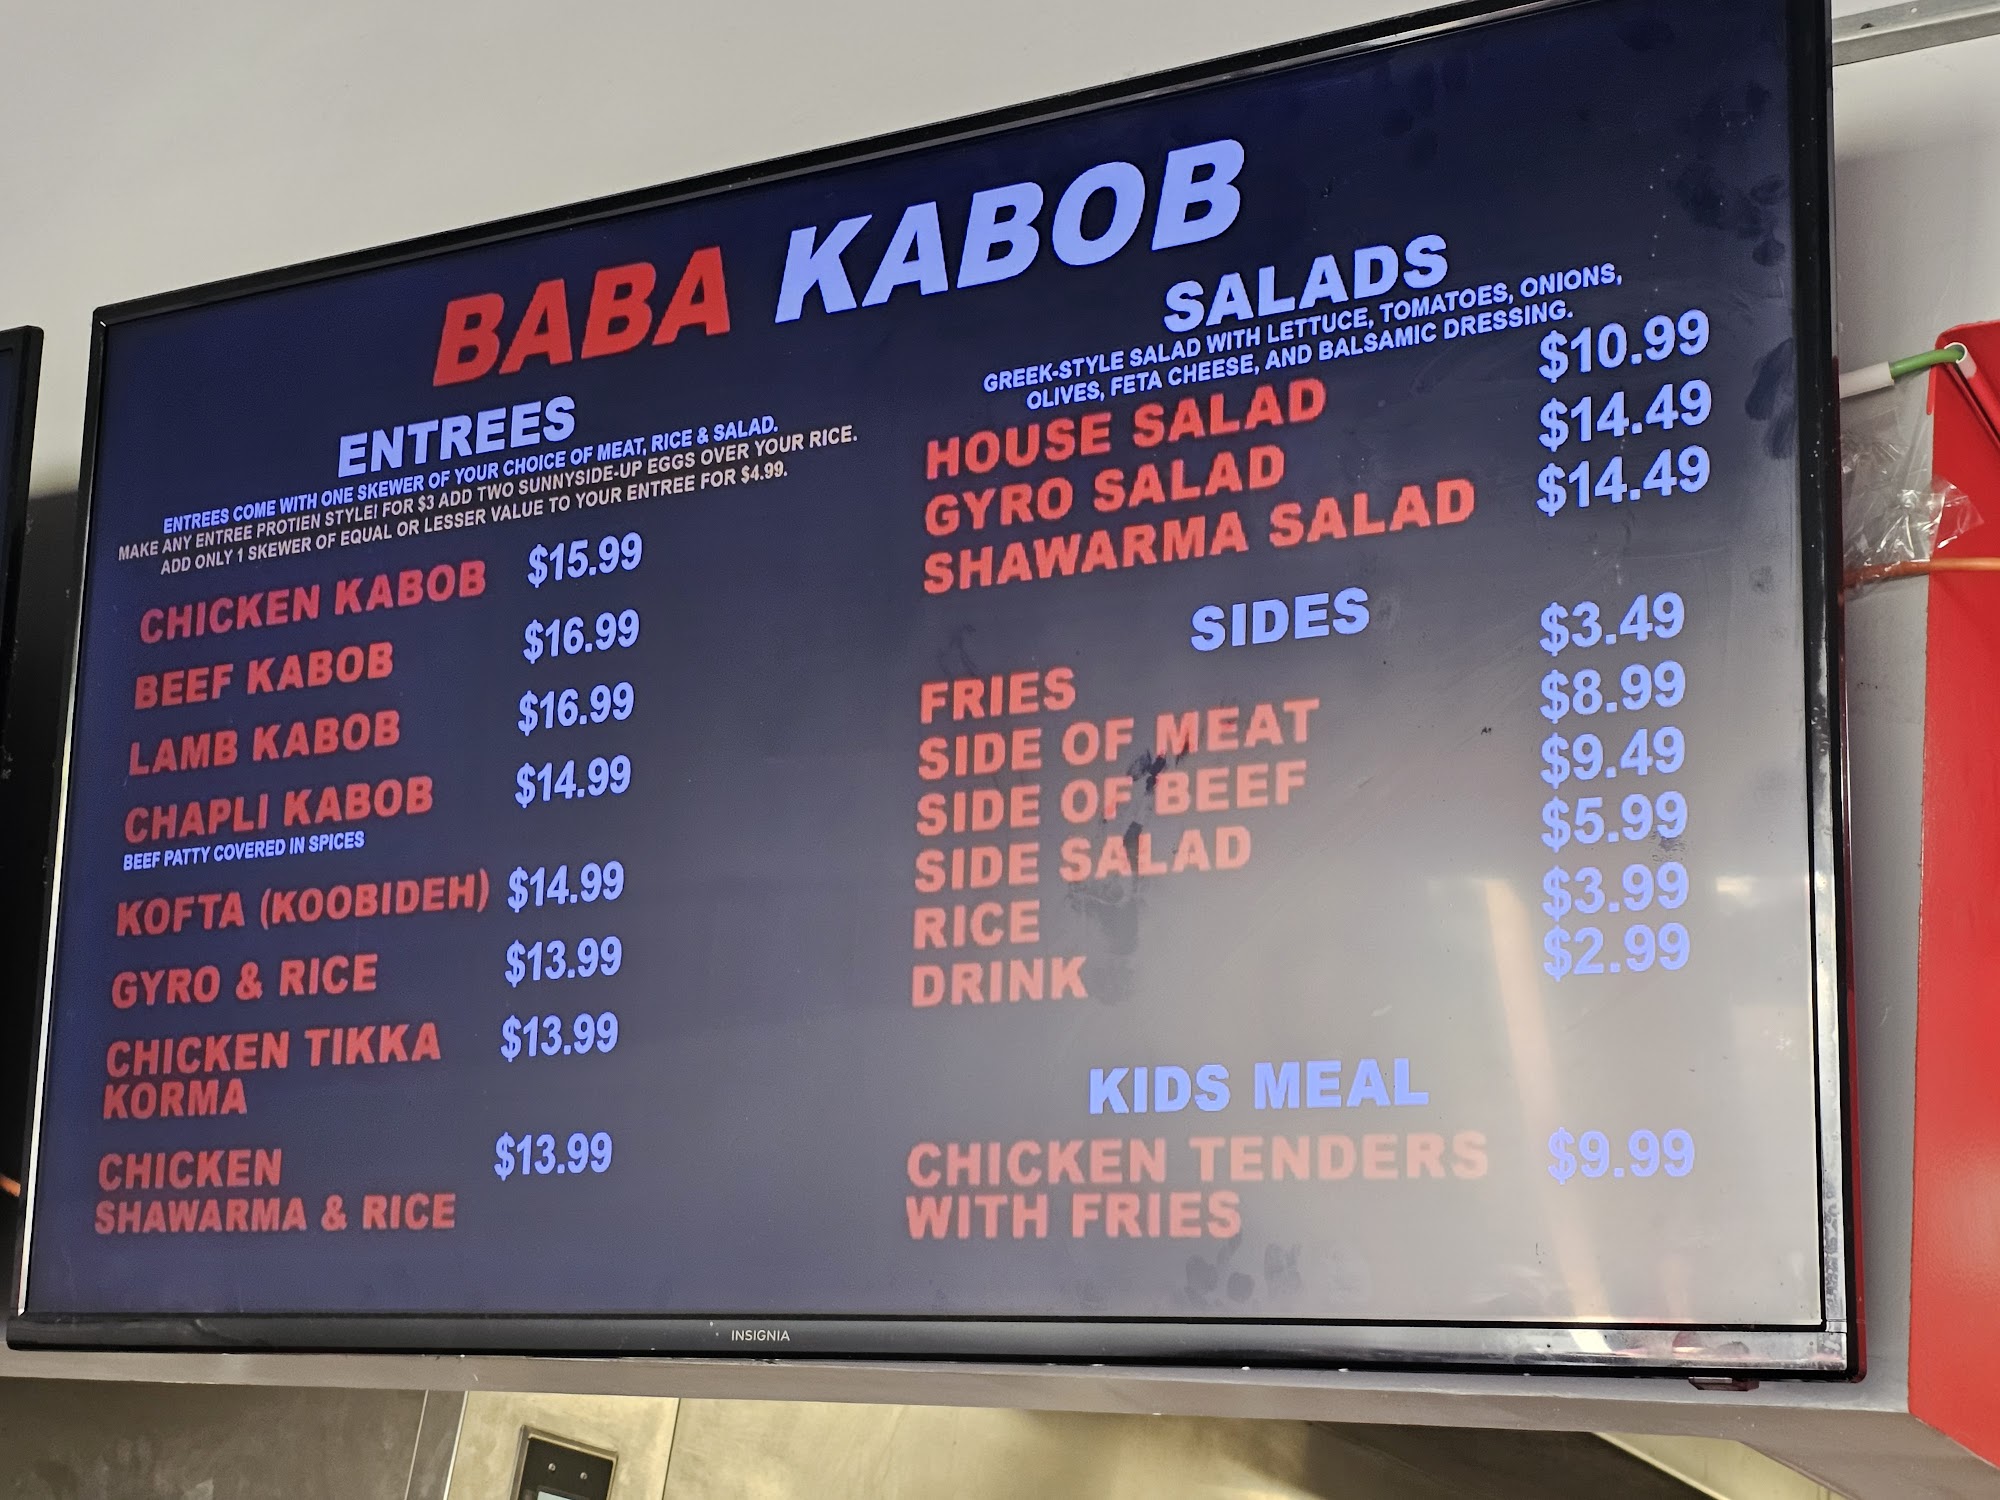 BABA KABOB
ENTREES
ENTREES COME WITH ONE SKEWER OF YOUR CHOICE OF MEAT, RICE & SALAD.
MAKE ANY ENTREE PROTIEN STYLE! FOR $3 ADD TWO SUNNYSIDE-UP EGGS OVER YOUR RICE.
ADD ONLY 1 SKEWER OF EQUAL OR LESSER VALUE TO YOUR ENTREE FOR $4.99.
CHICKEN KABOB $15.99
BEEF KABOB $16.99
LAMB KABOB $16.99
CHAPLI KABOB $14.99
BEEF PATTY COVERED IN SPICES
KOFTA (KOOBIDEH) $14.99
GYRO & RICE $13.99
CHICKEN TIKKA $13.99
KORMA
CHICKEN $13.99
SHAWARMA & RICE
SALADS
GREEK-STYLE SALAD WITH LETTUCE, TOMATOES, ONIONS,
OLIVES, FETA CHEESE, AND BALSAMIC DRESSING.
HOUSE SALAD $10.99
GYRO SALAD $14.49
SHAWARMA SALAD $14.49
SIDES
FRIES $3.49
SIDE OF MEAT $8.99
SIDE OF BEEF $9.49
SIDE SALAD $5.99
RICE $3.99
DRINK $2.99
KIDS MEAL
CHICKEN TENDERS $9.99
WITH FRIES
INSIGNIA